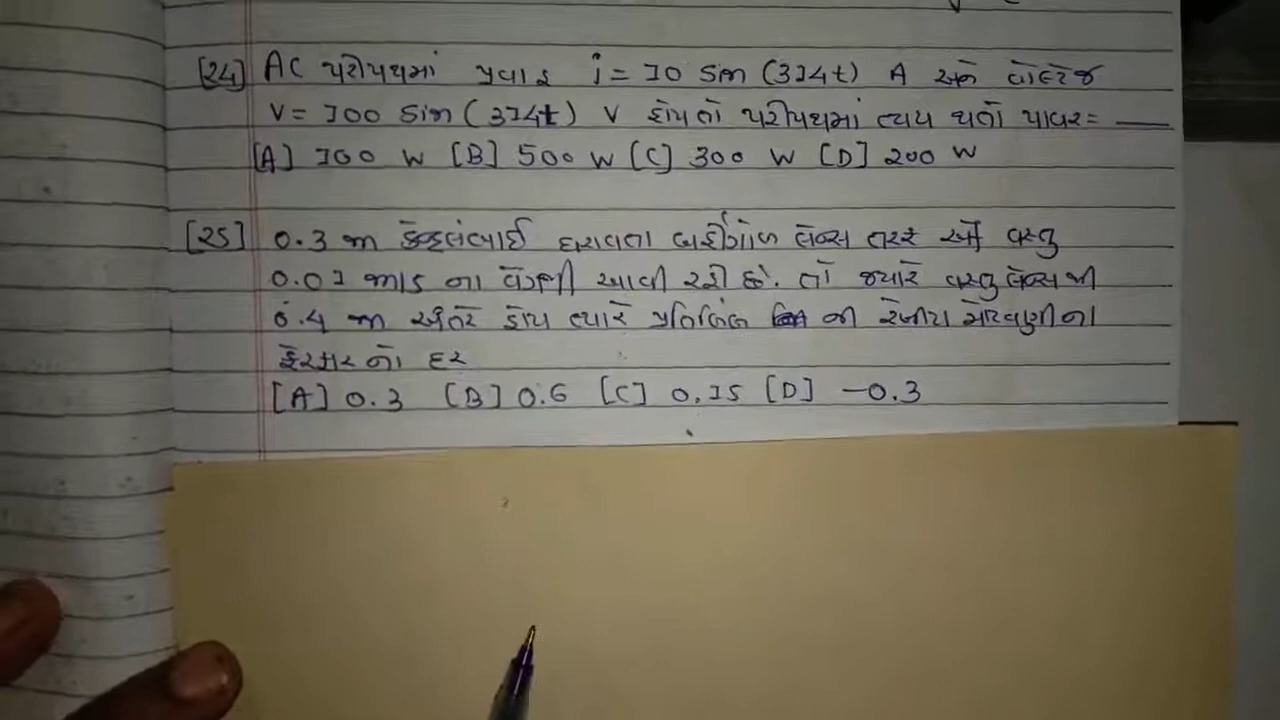 [24] AC પરીપથમાં પ્રવાહ i = 10 sin (314t) A અને વોલ્ટેજ
V = 100 sin (314t) V હોય તો પરીપથમાં વ્યય થતો પાવર = ___
[A] 100 W [B] 500 W [C] 300 W [D] 200 W
[25] 0.3 m કેન્દ્રલંબાઈ ધરાવતા બહીર્ગોળ લેન્સ તરફ એક વસ્તુ
0.01 m/s ના વેગથી આવી રહી છે. તો જ્યારે વસ્તુ લેન્સથી
0.4 m અંતરે હોય ત્યારે પ્રતિબિંબ ની રેખીય મોટવણીના
ફેરફારનો દર
[A] 0.3 [B] 0.6 [C] 0.15 [D] -0.3